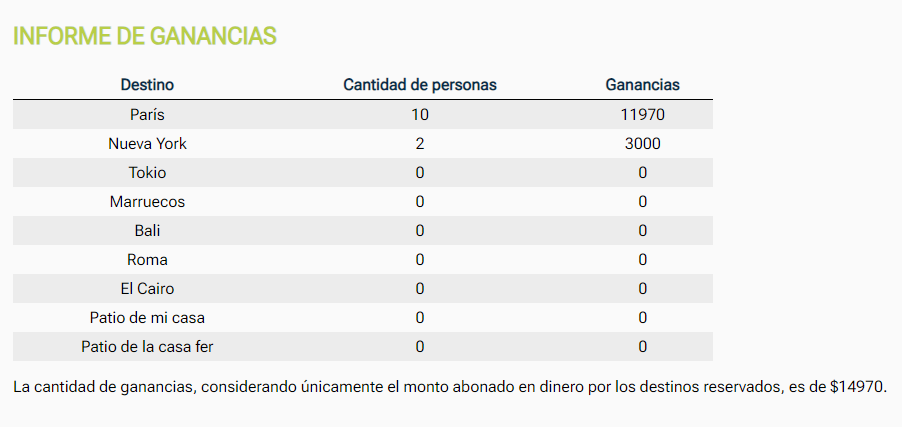 INFORME DE GANANCIAS
Destino Cantidad de personas Ganancias
París 10 11970
Nueva York 2 3000
Tokio 0 0
Marruecos 0 0
Bali 0 0
Roma 0 0
El Cairo 0 0
Patio de mi casa 0 0
Patio de la casa fer 0 0
La cantidad de ganancias, considerando únicamente el monto abonado en dinero por los destinos reservados, es de $14970.